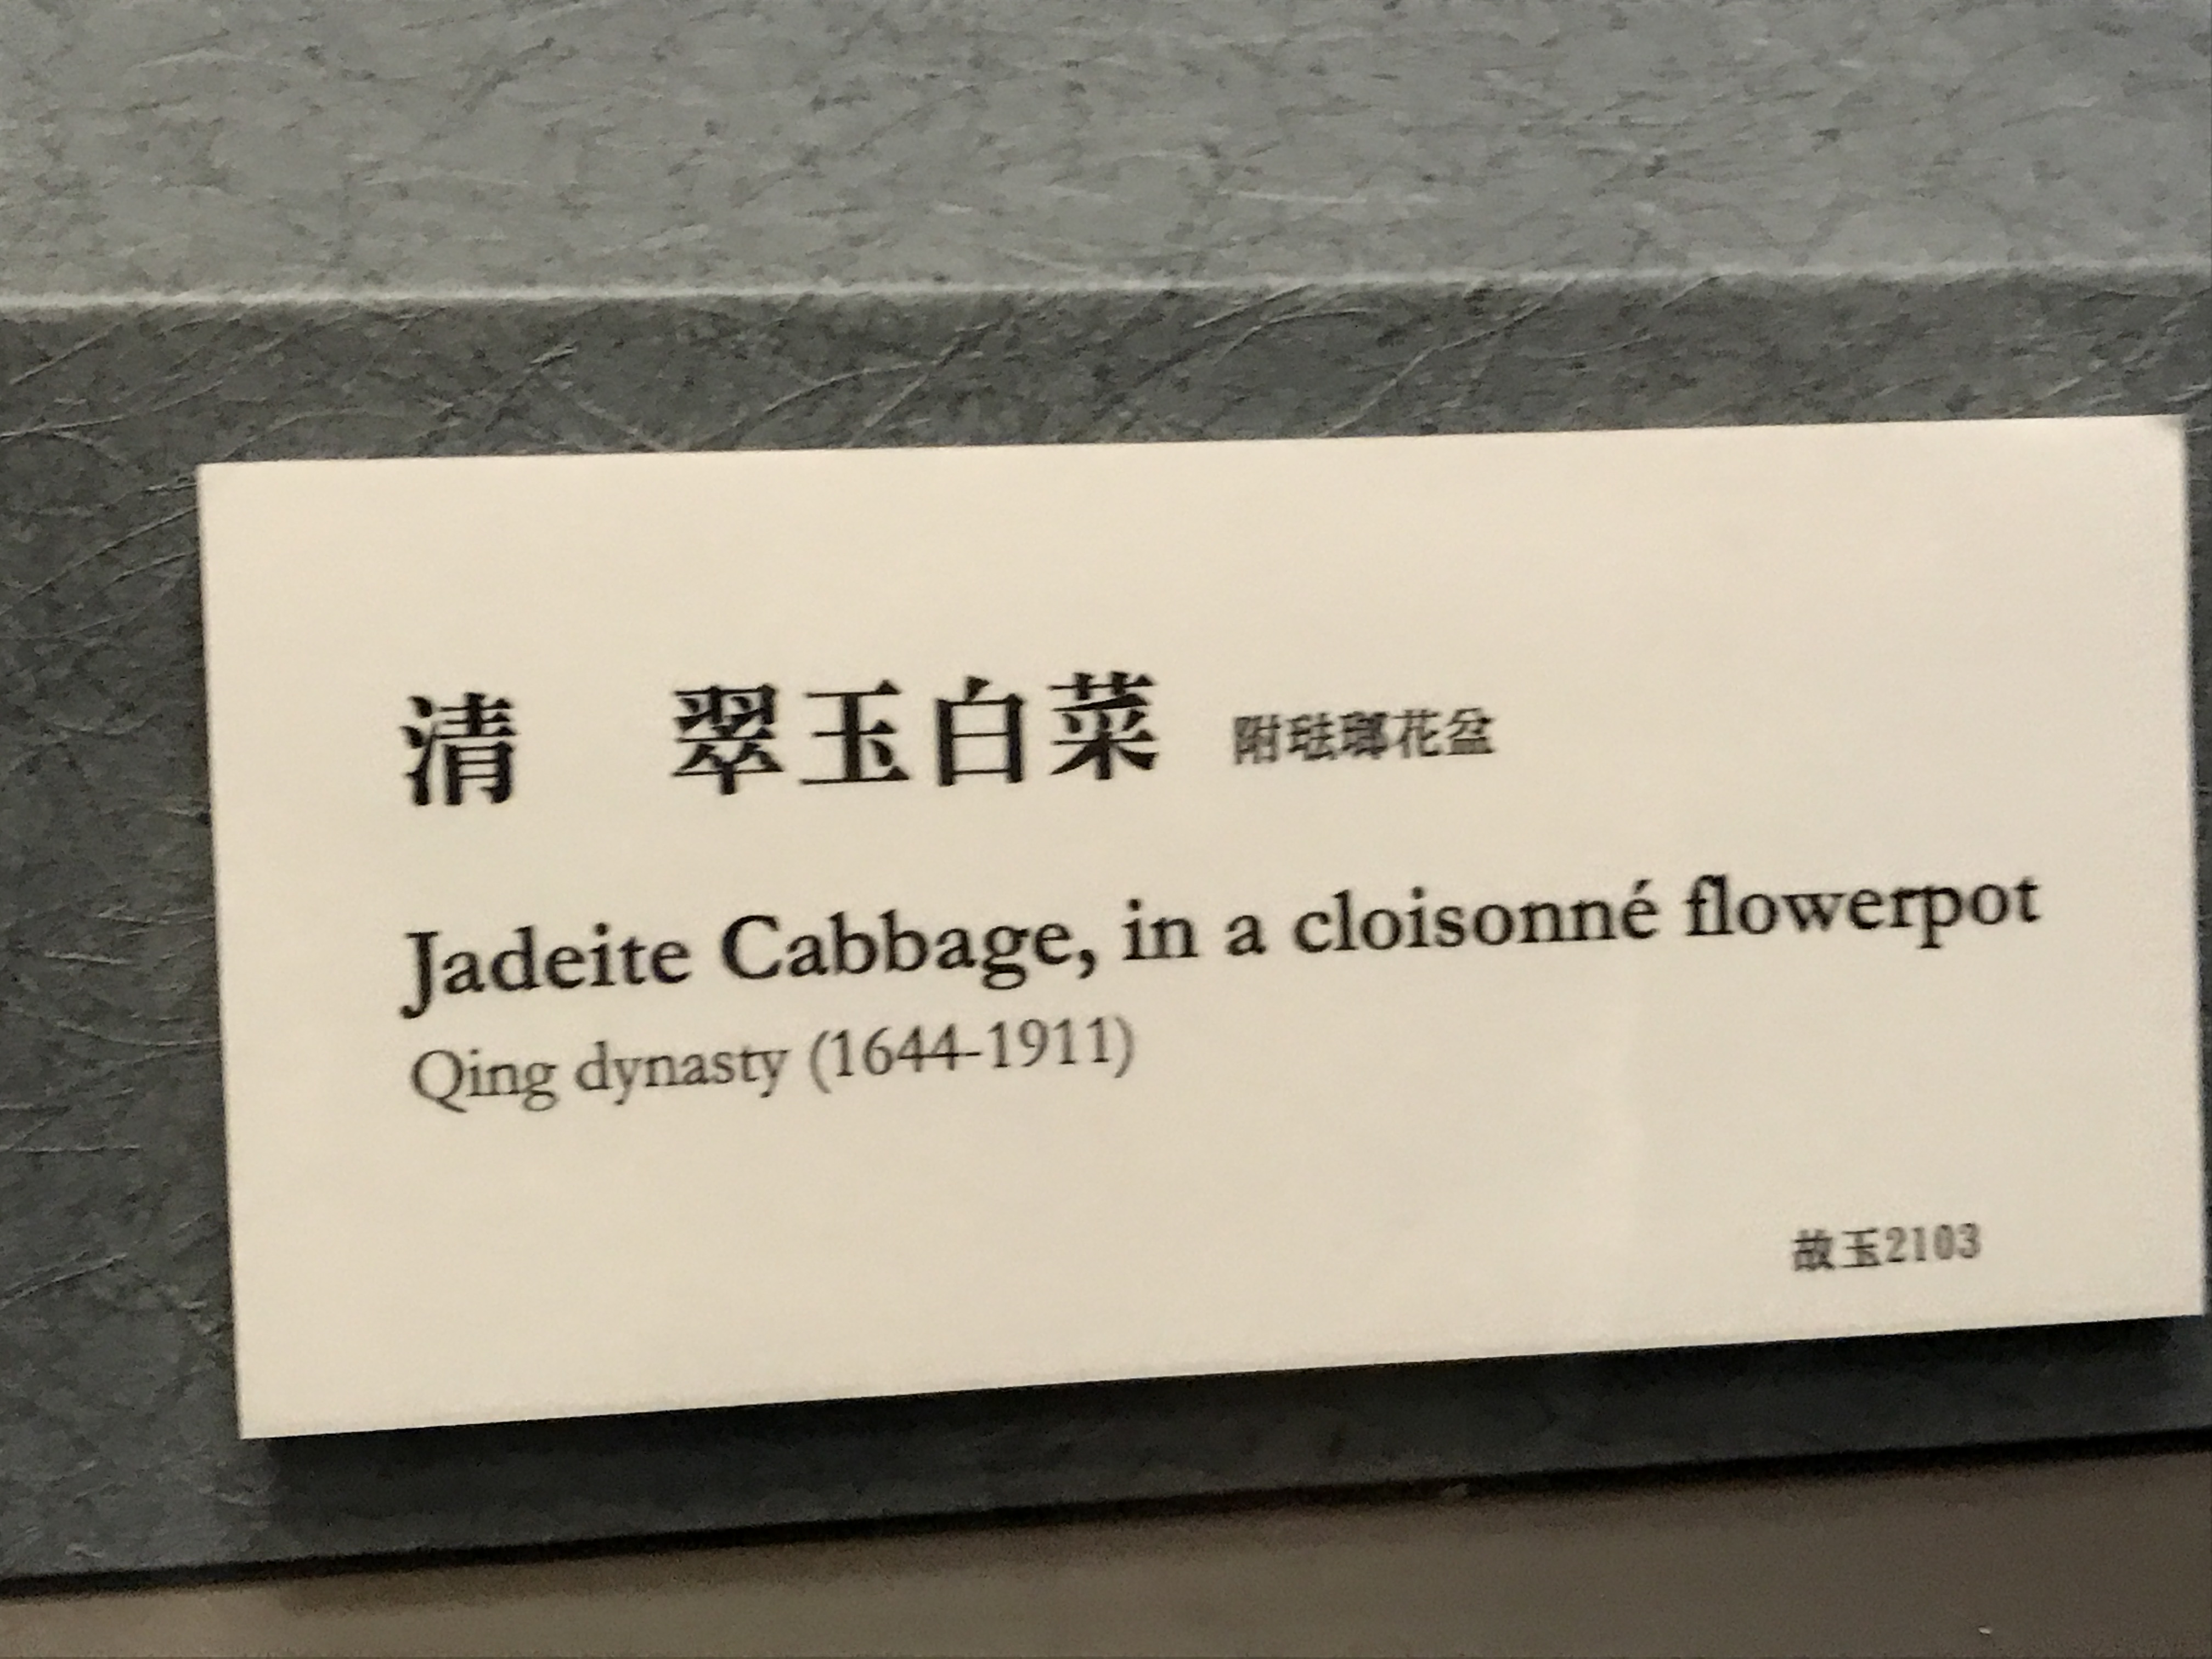 清　翠玉白菜 附琺瑯花盆
Jadeite Cabbage, in a cloisonné flowerpot
Qing dynasty (1644-1911)
故玉2103